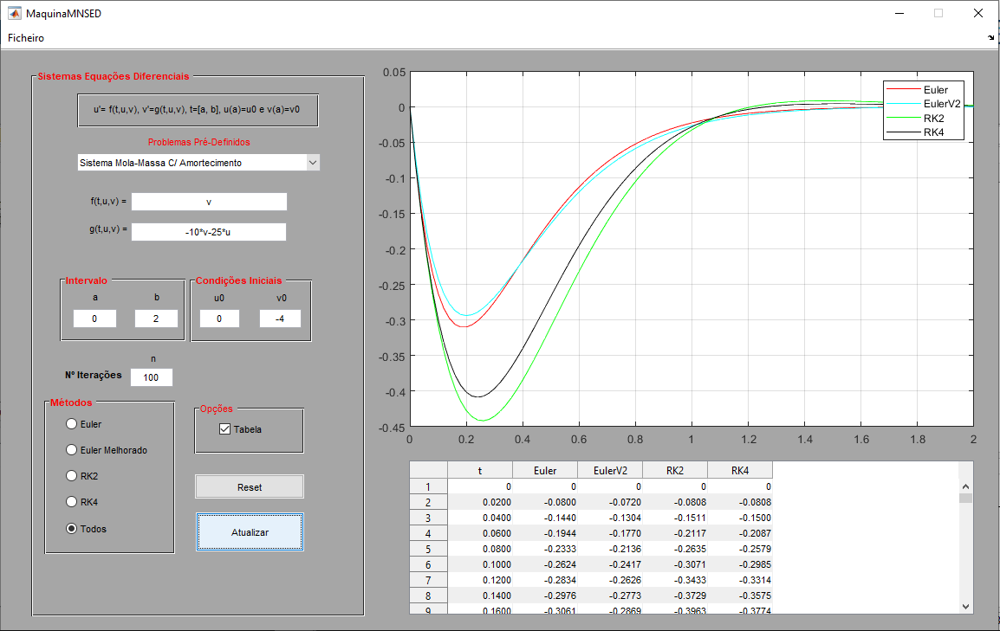 MaquinaMNSED
Ficheiro
Sistemas Equações Diferenciais
u'= f(t,u,v), v'=g(t,u,v), t=[a, b], u(a)=u0 e v(a)=v0
Problemas Pré-Definidos
Sistema Mola-Massa C/ Amortecimento
f(t,u,v) = v
g(t,u,v) = -10*v-25*u
Intervalo
a b
0 2
Condições Iniciais
u0 v0
0 -4
n
Nº Iterações 100
Métodos
Euler
Euler Melhorado
RK2
RK4
Todos
Opções
Tabela
Reset
Atualizar
0.05
0
-0.05
-0.1
-0.15
-0.2
-0.25
-0.3
-0.35
-0.4
-0.45
0 0.2 0.4 0.6 0.8 1 1.2 1.4 1.6 1.8 2
Euler
EulerV2
RK2
RK4
t Euler EulerV2 RK2 RK4
1 0 0 0 0 0
2 0.0200 -0.0800 -0.0720 -0.0808 -0.0808
3 0.0400 -0.1440 -0.1304 -0.1511 -0.1500
4 0.0600 -0.1944 -0.1770 -0.2117 -0.2087
5 0.0800 -0.2333 -0.2136 -0.2635 -0.2579
6 0.1000 -0.2624 -0.2417 -0.3071 -0.2985
7 0.1200 -0.2834 -0.2626 -0.3433 -0.3314
8 0.1400 -0.2976 -0.2773 -0.3729 -0.3575
9 0.1600 -0.3061 -0.2869 -0.3963 -0.3774